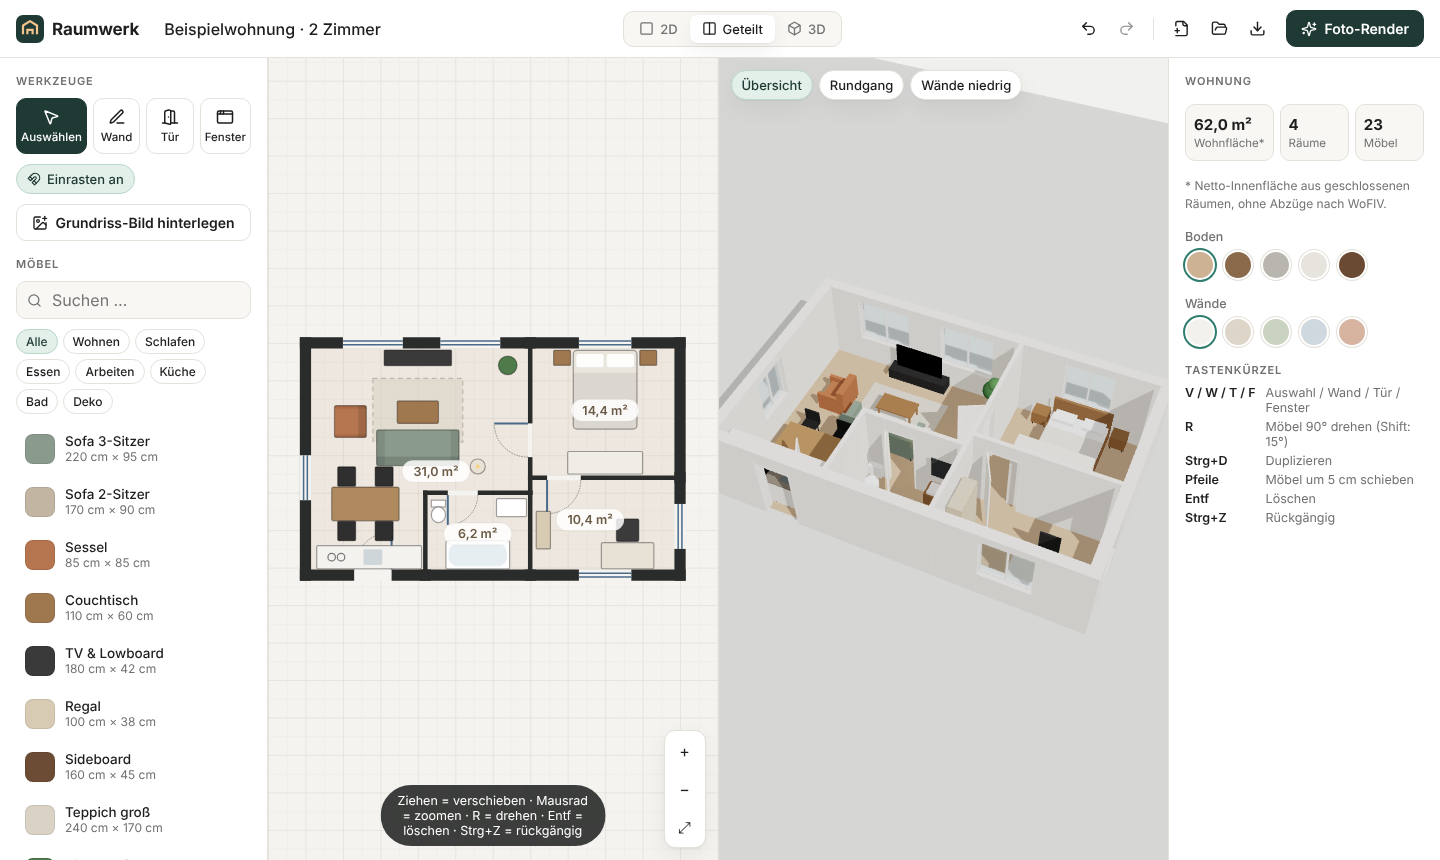 Raumwerk
Beispielwohnung · 2 Zimmer
2D
Geteilt
3D
Foto-Render
WERKZEUGE
Auswählen
Wand
Tür
Fenster
Einrasten an
Grundriss-Bild hinterlegen
MÖBEL
Suchen ...
Alle
Wohnen
Schlafen
Essen
Arbeiten
Küche
Bad
Deko
Sofa 3-Sitzer
220 cm × 95 cm
Sofa 2-Sitzer
170 cm × 90 cm
Sessel
85 cm × 85 cm
Couchtisch
110 cm × 60 cm
TV & Lowboard
180 cm × 42 cm
Regal
100 cm × 38 cm
Sideboard
160 cm × 45 cm
Teppich groß
240 cm × 170 cm
14,4 m²
31,0 m²
10,4 m²
6,2 m²
Ziehen = verschieben · Mausrad
= zoomen · R = drehen · Entf =
löschen · Strg+Z = rückgängig
+
−
Übersicht
Rundgang
Wände niedrig
WOHNUNG
62,0 m²
Wohnfläche*
4
Räume
23
Möbel
* Netto-Innenfläche aus geschlossenen
Räumen, ohne Abzüge nach WoFlV.
Boden
Wände
TASTENKÜRZEL
V / W / T / F Auswahl / Wand / Tür /
Fenster
R Möbel 90° drehen (Shift:
15°)
Strg+D Duplizieren
Pfeile Möbel um 5 cm schieben
Entf Löschen
Strg+Z Rückgängig